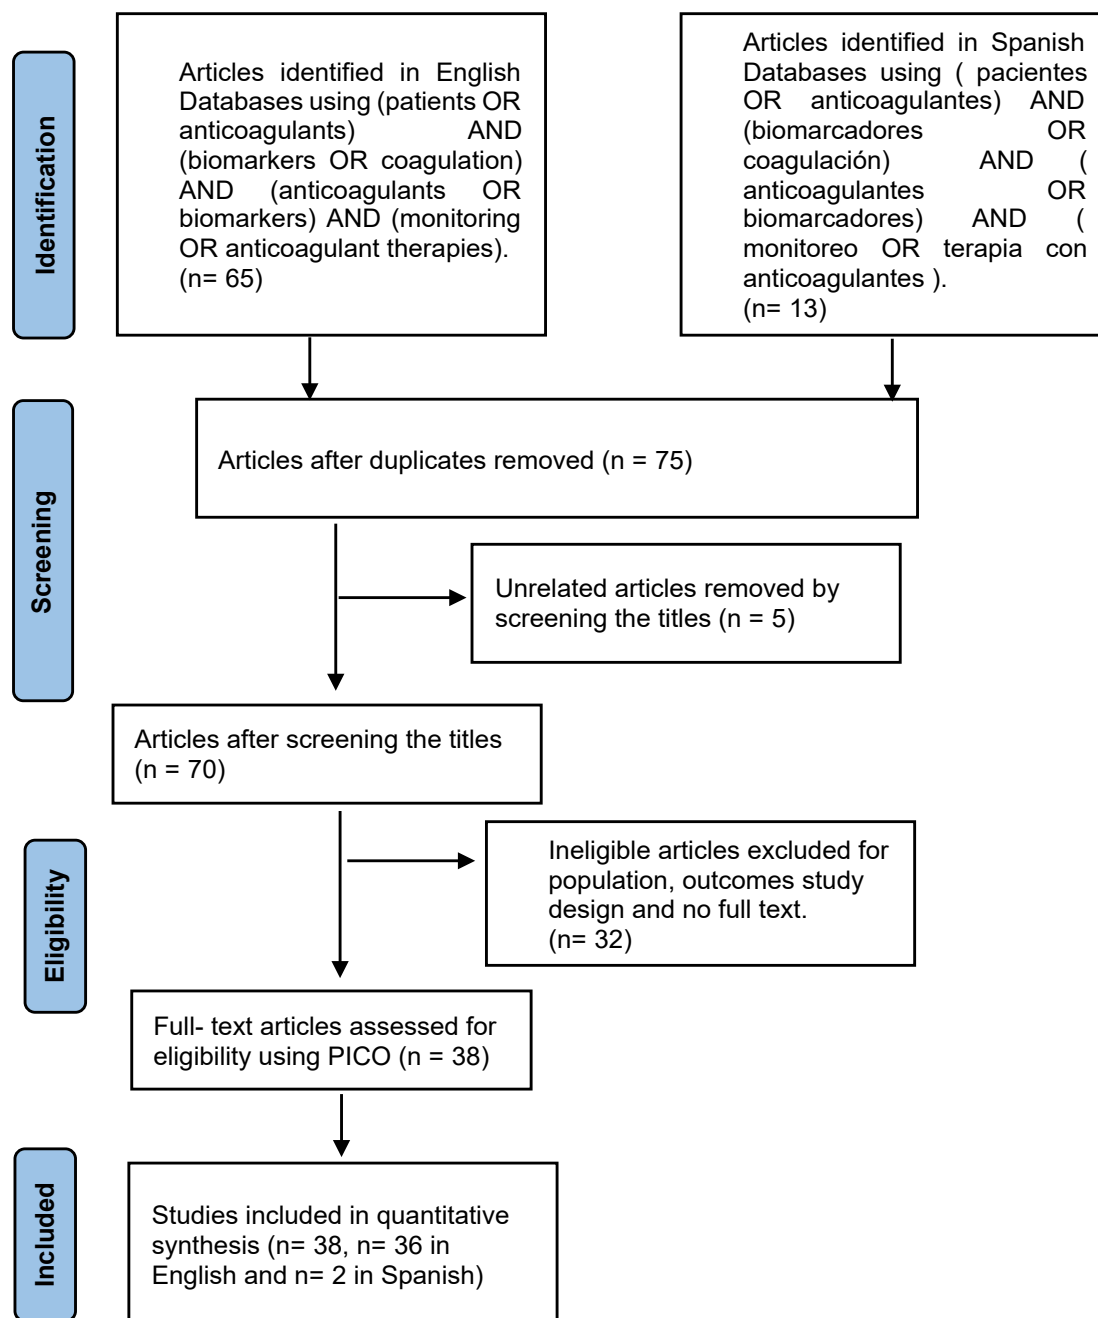 Identification
Articles identified in English
Databases using (patients OR
anticoagulants) AND
(biomarkers OR coagulation)
AND (anticoagulants OR
biomarkers) AND (monitoring
OR anticoagulant therapies).
(n= 65)
Articles identified in Spanish
Databases using ( pacientes
OR anticoagulantes) AND
(biomarcadores OR
coagulación) AND (
anticoagulantes OR
biomarcadores) AND (
monitoreo OR terapia con
anticoagulantes ).
(n= 13)
Screening
Articles after duplicates removed (n = 75)
Unrelated articles removed by
screening the titles (n = 5)
Articles after screening the titles
(n = 70)
Eligibility
Ineligible articles excluded for
population, outcomes study
design and no full text.
(n= 32)
Full- text articles assessed for
eligibility using PICO (n = 38)
Included
Studies included in quantitative
synthesis (n= 38, n= 36 in
English and n= 2 in Spanish)